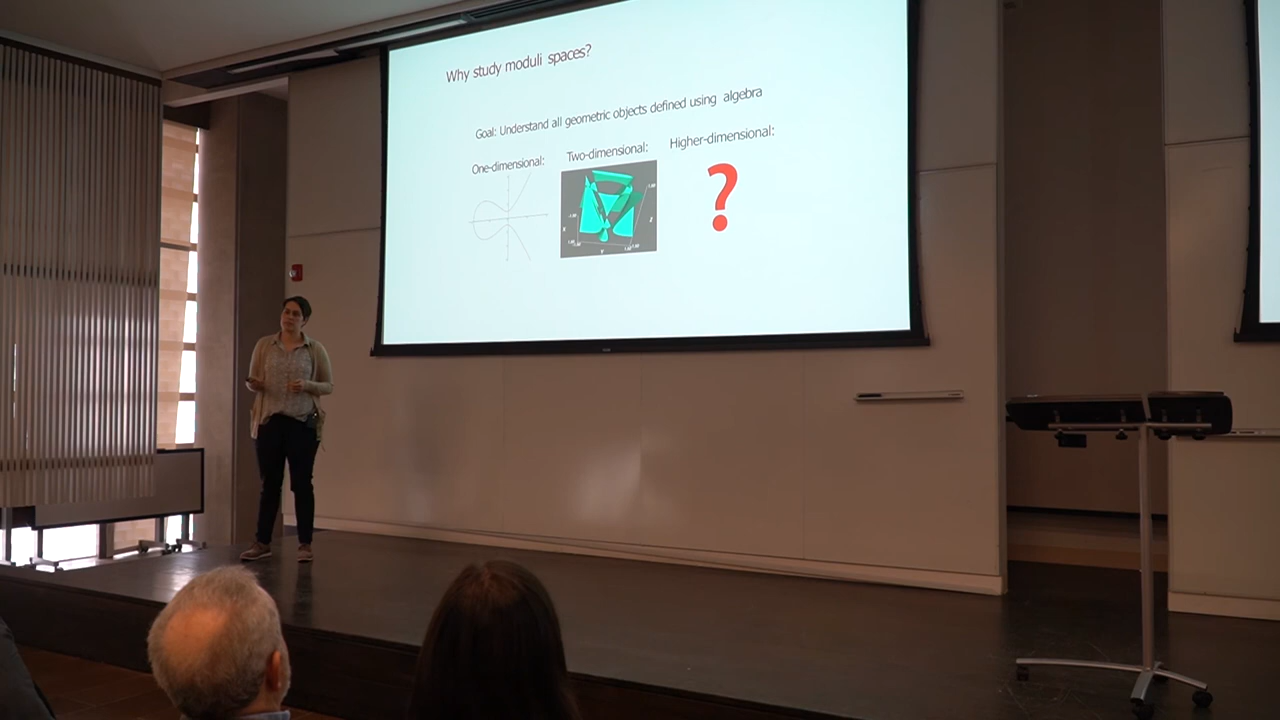 Why study moduli spaces?
Goal: Understand all geometric objects defined using algebra
One-dimensional: Two-dimensional: Higher-dimensional:
?